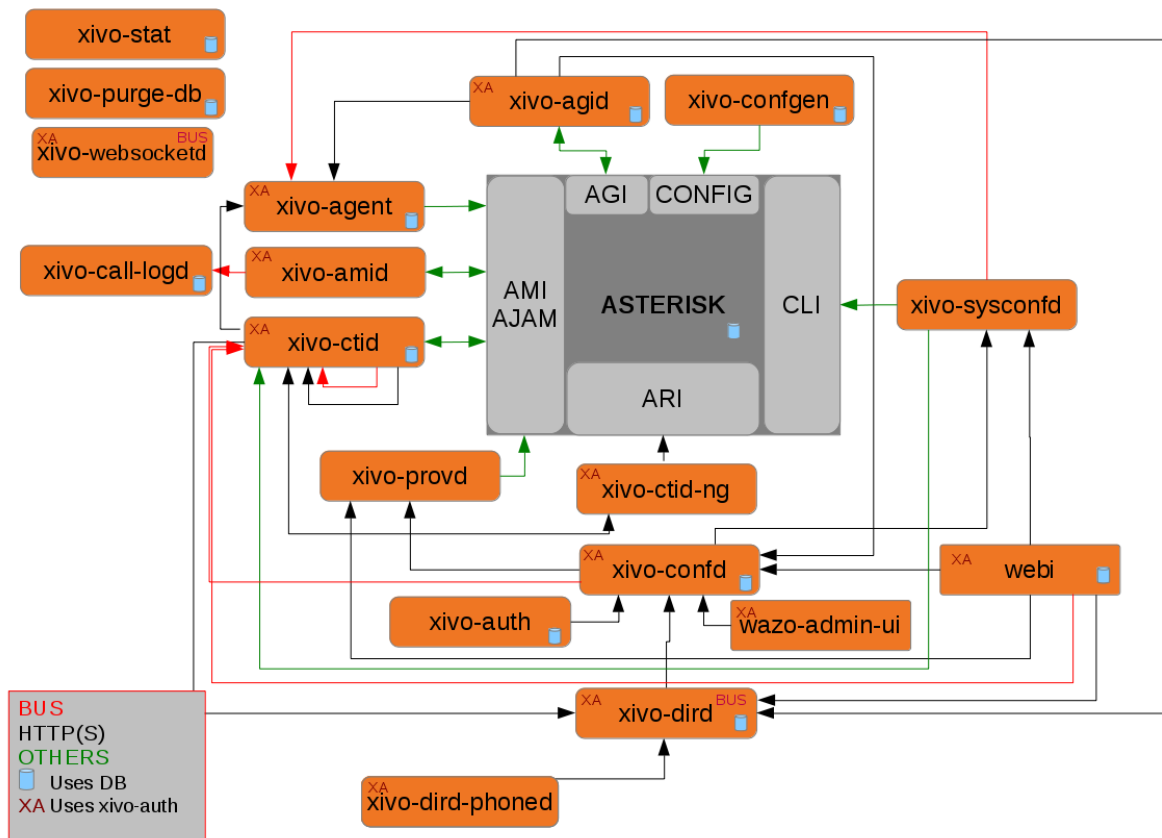 xivo-stat
xivo-purge-db
XA
BUS
xivo-websocketd
XA
xivo-agid
xivo-confgen
XA
xivo-agent
AGI
CONFIG
xivo-call-logd
XA
xivo-amid
AMI
AJAM
ASTERISK
CLI
xivo-sysconfd
XA
xivo-ctid
ARI
xivo-provd
XA
xivo-ctid-ng
XA
xivo-confd
XA
webi
xivo-auth
XA
wazo-admin-ui
BUS
HTTP(S)
OTHERS
Uses DB
XA Uses xivo-auth
XA
BUS
xivo-dird
XA
xivo-dird-phoned